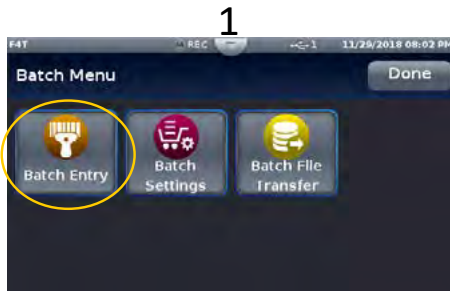 1
F4T REC 1 11/29/2018 08:02 PM
Batch Menu Done
Batch Entry
Batch Settings
Batch File Transfer